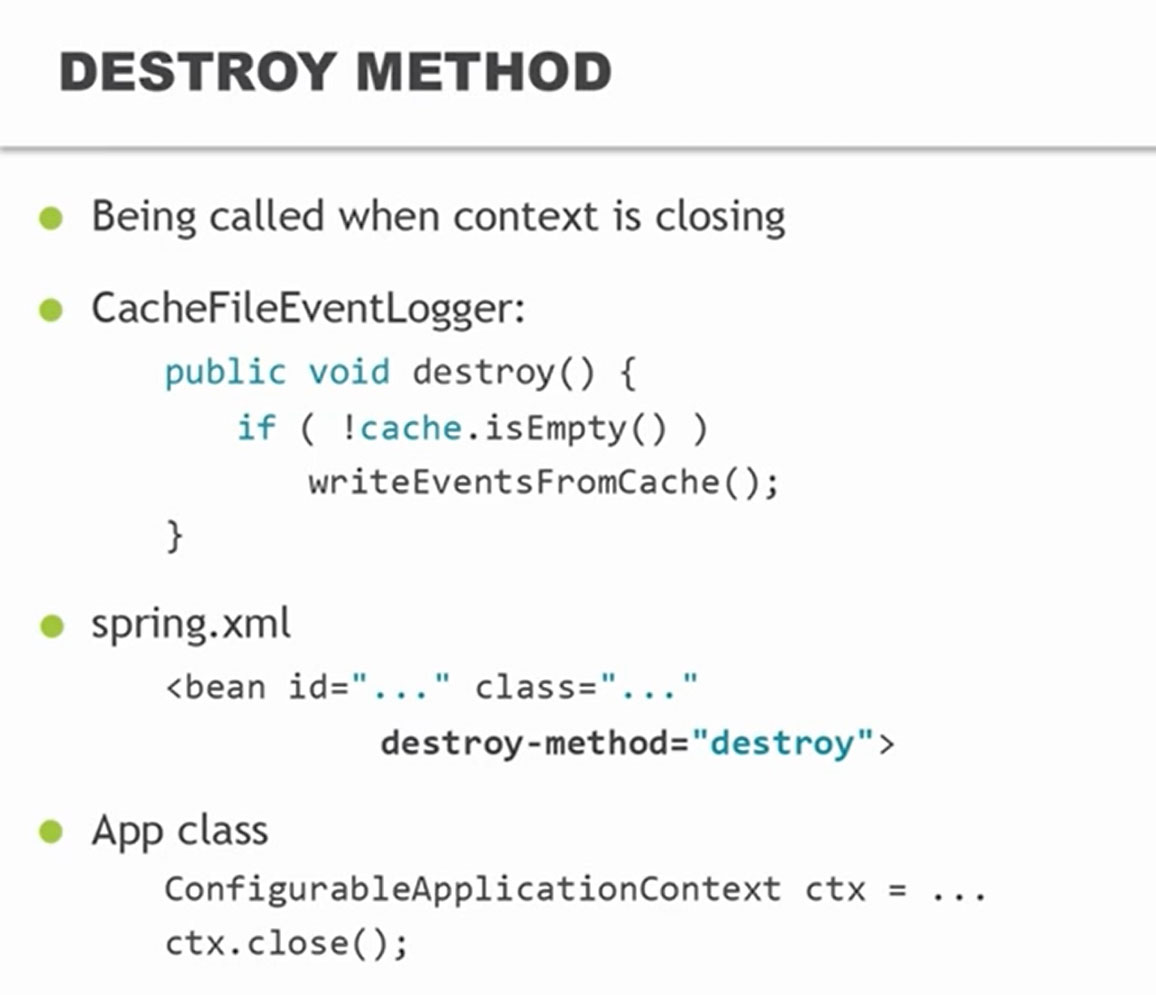 DESTROY METHOD
Being called when context is closing
CacheFileEventLogger:
public void destroy() {
if ( !cache.isEmpty() )
writeEventsFromCache();
}
spring.xml
<bean id="..." class="..."
destroy-method="destroy">
App class
ConfigurableApplicationContext ctx = ...
ctx.close();